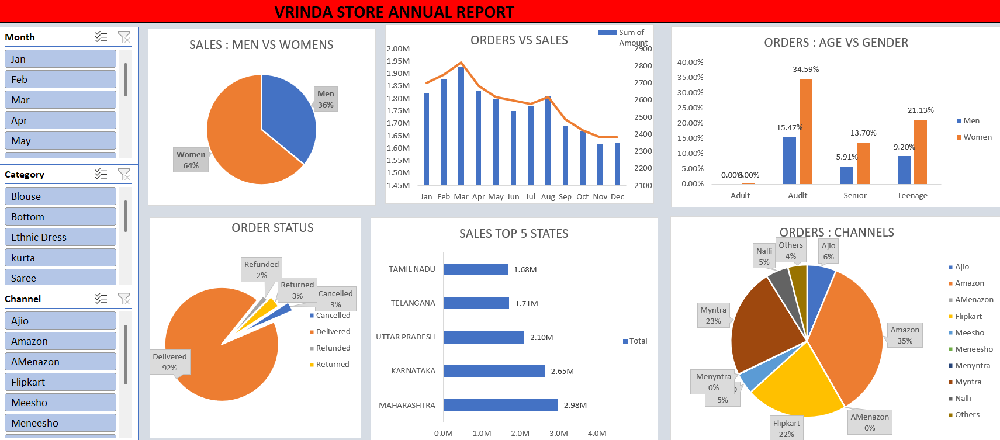 VRINDA STORE ANNUAL REPORT
Month
Jan
Feb
Mar
Apr
May
Category
Blouse
Bottom
Ethnic Dress
kurta
Saree
Channel
Ajio
Amazon
AMenazon
Flipkart
Meesho
Meneesho
SALES : MEN VS WOMENS
Men
36%
Women
64%
ORDERS VS SALES
Sum of
Amount
2.00M
1.95M
1.90M
1.85M
1.80M
1.75M
1.70M
1.65M
1.60M
1.55M
1.50M
1.45M
2900
2800
2700
2600
2500
2400
2300
2200
2100
Jan Feb Mar Apr May Jun Jul Aug Sep Oct Nov Dec
ORDERS : AGE VS GENDER
40.00%
35.00%
30.00%
25.00%
20.00%
15.00%
10.00%
5.00%
0.00%
0.00% 0.00%
15.47%
34.59%
5.91%
13.70%
9.20%
21.13%
Adult Audlt Senior Teenage
Men
Women
ORDER STATUS
Refunded
2%
Returned
3%
Cancelled
3%
Delivered
92%
Cancelled
Delivered
Refunded
Returned
SALES TOP 5 STATES
TAMIL NADU 1.68M
TELANGANA 1.71M
UTTAR PRADESH 2.10M
KARNATAKA 2.65M
MAHARASHTRA 2.98M
0.0M 1.0M 2.0M 3.0M 4.0M
Total
ORDERS : CHANNELS
Others
4%
Ajio
6%
Nalli
5%
Myntra
23%
Amazon
35%
Menyntra
0%
5%
Flipkart
22%
AMenazon
0%
Ajio
Amazon
AMenazon
Flipkart
Meesho
Meneesho
Menyntra
Myntra
Nalli
Others